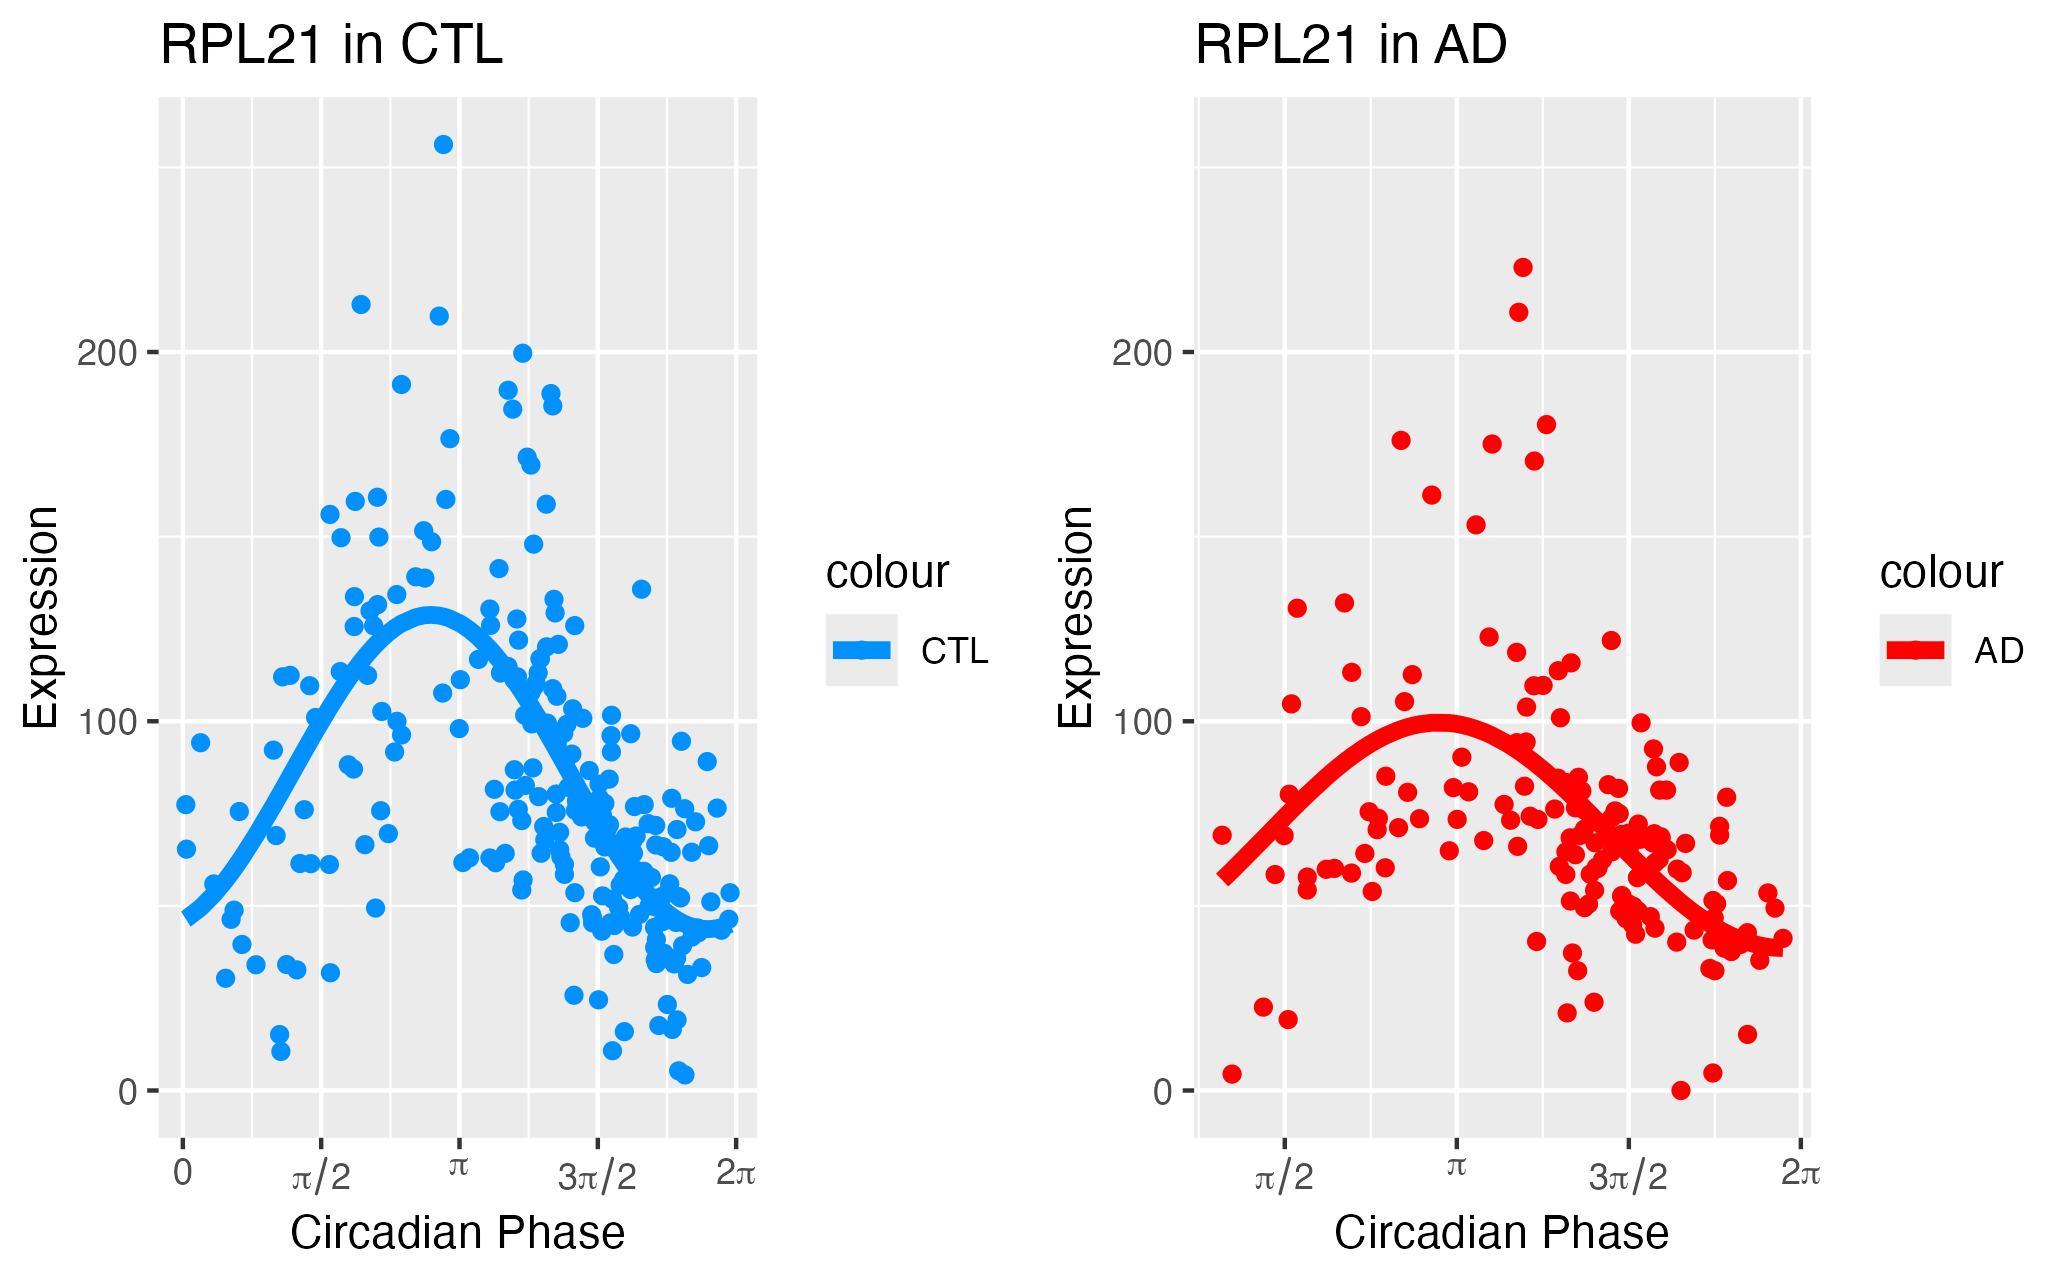 RPL21 in CTL
Expression
200
100
0
0
π/2
π
3π/2
2π
Circadian Phase
colour
CTL
RPL21 in AD
Expression
200
100
0
π/2
π
3π/2
2π
Circadian Phase
colour
AD